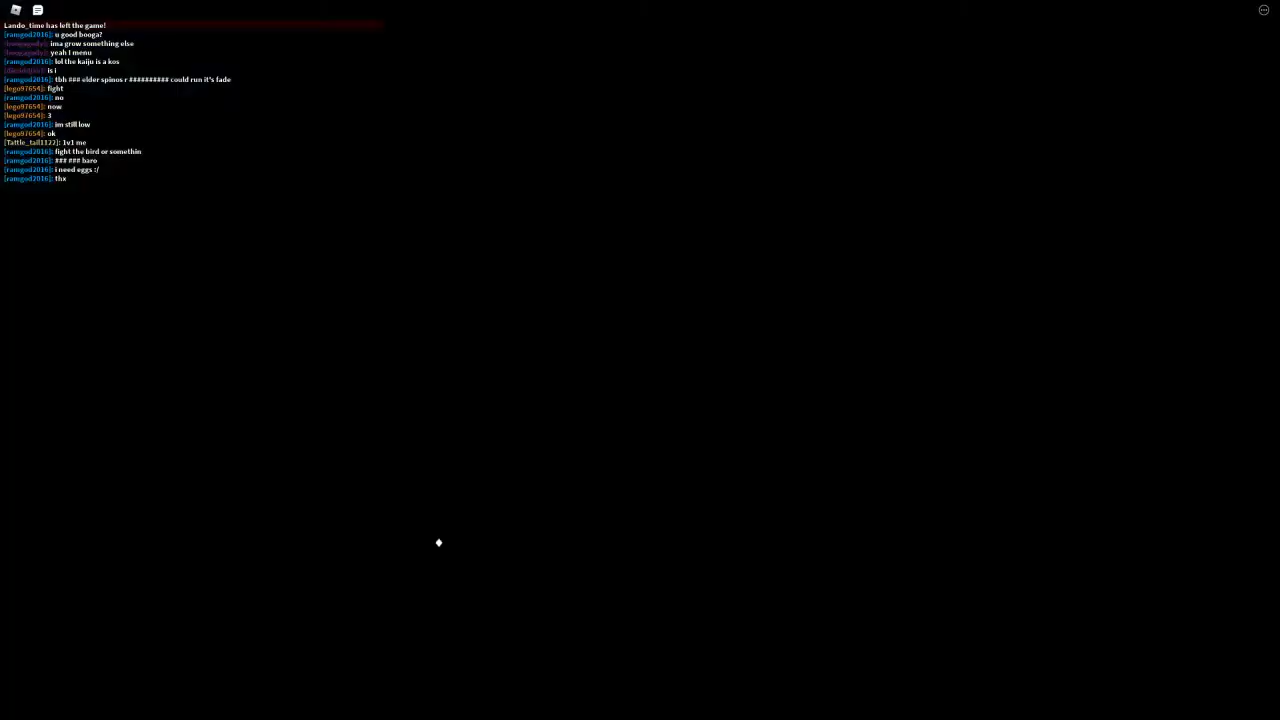 Lando_time has left the game!
[ramgod2016]: u good booga?
ima grow something else
yeah I menu
[ramgod2016]: lol the kaiju is a kos
is i
[ramgod2016]: tbh ### elder spinos r ########## could run it's fade
[lego97654]: fight
[ramgod2016]: no
[lego97654]: now
[lego97654]: 3
[ramgod2016]: im still low
[lego97654]: ok
[Tattle_tail1122]: 1v1 me
[ramgod2016]: fight the bird or somethin
[ramgod2016]: ### ### baro
[ramgod2016]: i need eggs :/
[ramgod2016]: thx